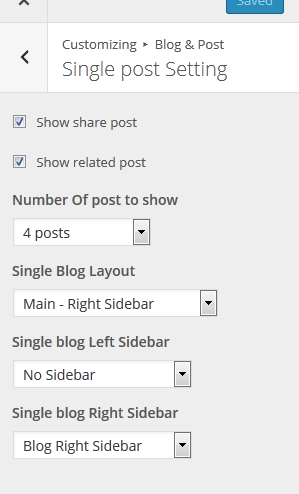 Saved
Customizing ▸ Blog & Post
Single post Setting
Show share post
Show related post
Number Of post to show
4 posts
Single Blog Layout
Main - Right Sidebar
Single blog Left Sidebar
No Sidebar
Single blog Right Sidebar
Blog Right Sidebar